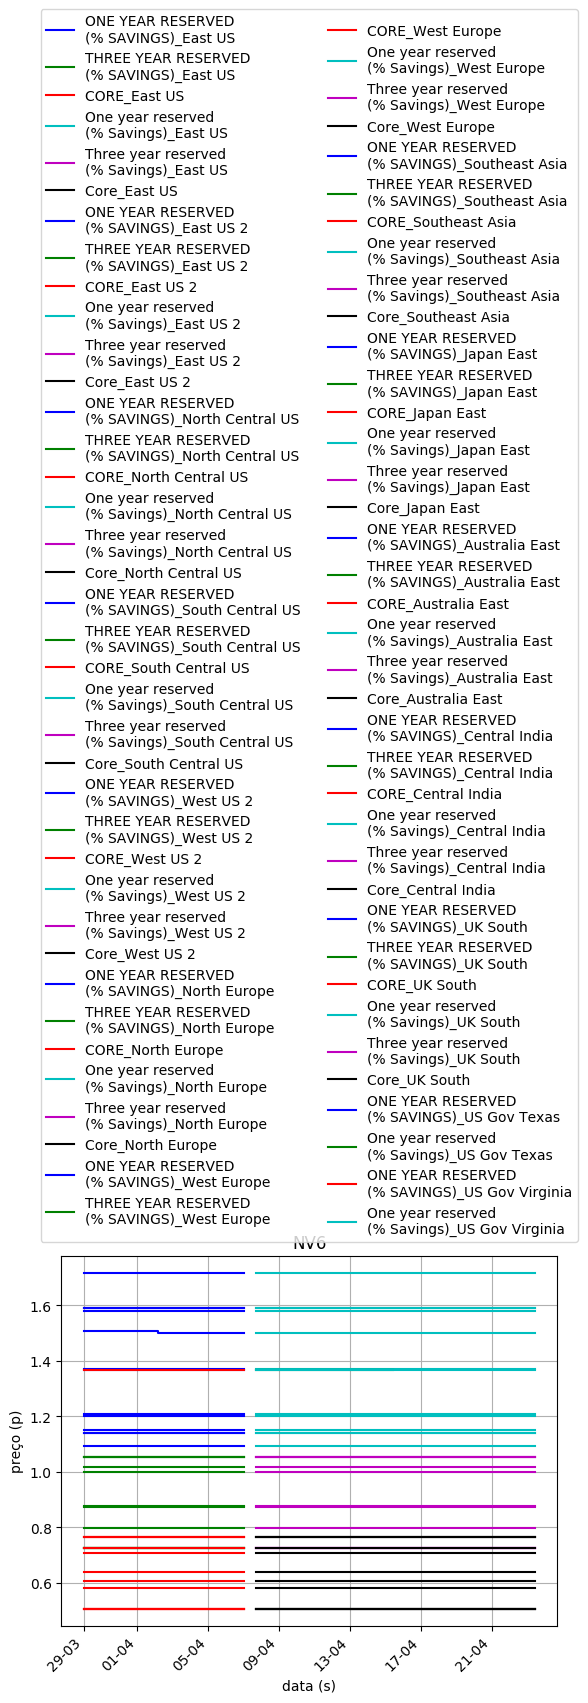 ONE YEAR RESERVED
(% SAVINGS)_East US
THREE YEAR RESERVED
(% SAVINGS)_East US
CORE_East US
One year reserved
(% Savings)_East US
Three year reserved
(% Savings)_East US
Core_East US
ONE YEAR RESERVED
(% SAVINGS)_East US 2
THREE YEAR RESERVED
(% SAVINGS)_East US 2
CORE_East US 2
One year reserved
(% Savings)_East US 2
Three year reserved
(% Savings)_East US 2
Core_East US 2
ONE YEAR RESERVED
(% SAVINGS)_North Central US
THREE YEAR RESERVED
(% SAVINGS)_North Central US
CORE_North Central US
One year reserved
(% Savings)_North Central US
Three year reserved
(% Savings)_North Central US
Core_North Central US
ONE YEAR RESERVED
(% SAVINGS)_South Central US
THREE YEAR RESERVED
(% SAVINGS)_South Central US
CORE_South Central US
One year reserved
(% Savings)_South Central US
Three year reserved
(% Savings)_South Central US
Core_South Central US
ONE YEAR RESERVED
(% SAVINGS)_West US 2
THREE YEAR RESERVED
(% SAVINGS)_West US 2
CORE_West US 2
One year reserved
(% Savings)_West US 2
Three year reserved
(% Savings)_West US 2
Core_West US 2
ONE YEAR RESERVED
(% SAVINGS)_North Europe
THREE YEAR RESERVED
(% SAVINGS)_North Europe
CORE_North Europe
One year reserved
(% Savings)_North Europe
Three year reserved
(% Savings)_North Europe
Core_North Europe
ONE YEAR RESERVED
(% SAVINGS)_West Europe
THREE YEAR RESERVED
(% SAVINGS)_West Europe
CORE_West Europe
One year reserved
(% Savings)_West Europe
Three year reserved
(% Savings)_West Europe
Core_West Europe
ONE YEAR RESERVED
(% SAVINGS)_Southeast Asia
THREE YEAR RESERVED
(% SAVINGS)_Southeast Asia
CORE_Southeast Asia
One year reserved
(% Savings)_Southeast Asia
Three year reserved
(% Savings)_Southeast Asia
Core_Southeast Asia
ONE YEAR RESERVED
(% SAVINGS)_Japan East
THREE YEAR RESERVED
(% SAVINGS)_Japan East
CORE_Japan East
One year reserved
(% Savings)_Japan East
Three year reserved
(% Savings)_Japan East
Core_Japan East
ONE YEAR RESERVED
(% SAVINGS)_Australia East
THREE YEAR RESERVED
(% SAVINGS)_Australia East
CORE_Australia East
One year reserved
(% Savings)_Australia East
Three year reserved
(% Savings)_Australia East
Core_Australia East
ONE YEAR RESERVED
(% SAVINGS)_Central India
THREE YEAR RESERVED
(% SAVINGS)_Central India
CORE_Central India
One year reserved
(% Savings)_Central India
Three year reserved
(% Savings)_Central India
Core_Central India
ONE YEAR RESERVED
(% SAVINGS)_UK South
THREE YEAR RESERVED
(% SAVINGS)_UK South
CORE_UK South
One year reserved
(% Savings)_UK South
Three year reserved
(% Savings)_UK South
Core_UK South
ONE YEAR RESERVED
(% SAVINGS)_US Gov Texas
One year reserved
(% Savings)_US Gov Texas
ONE YEAR RESERVED
(% SAVINGS)_US Gov Virginia
One year reserved
(% Savings)_US Gov Virginia
NV6
1.6
1.4
1.2
1.0
0.8
0.6
preço (p)
29-03
01-04
05-04
09-04
13-04
17-04
21-04
data (s)